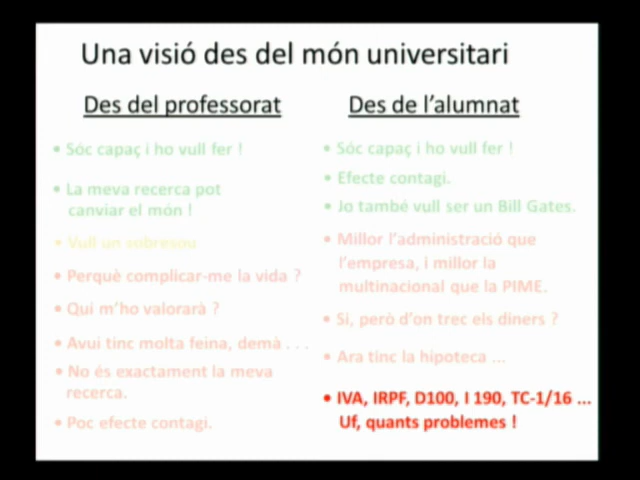 Una visió des del món universitari
Des del professorat
• Sóc capaç i ho vull fer !
• La meva recerca pot
canviar el món !
• Vull un sobresou
• Perquè complicar-me la vida ?
• Qui m'ho valorarà ?
• Avui tinc molta feina, demà . . .
• No és exactament la meva
recerca.
• Poc efecte contagi.
Des de l'alumnat
• Sóc capaç i ho vull fer !
• Efecte contagi.
• Jo també vull ser un Bill Gates.
• Millor l'administració que
l'empresa, i millor la
multinacional que la PIME.
• Si, però d'on trec els diners ?
• Ara tinc la hipoteca ...
• IVA, IRPF, D100, I 190, TC-1/16 ...
Uf, quants problemes !